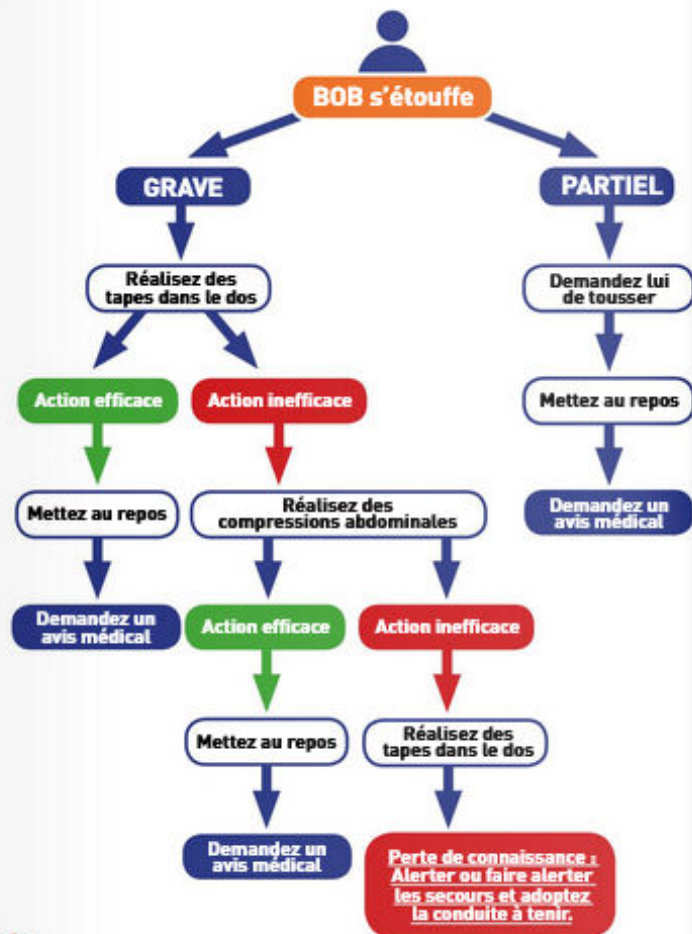 BOB s'étouffe
GRAVE
PARTIEL
Réalisez des
tapes dans le dos
Demandez lui
de tousser
Action efficace
Action inefficace
Mettez au repos
Mettez au repos
Réalisez des
compressions abdominales
Demandez un
avis médical
Demandez un
avis médical
Action efficace
Action inefficace
Mettez au repos
Réalisez des
tapes dans le dos
Demandez un
avis médical
Perte de connaissance :
Alerter ou faire alerter
les secours et adoptez
la conduite à tenir.